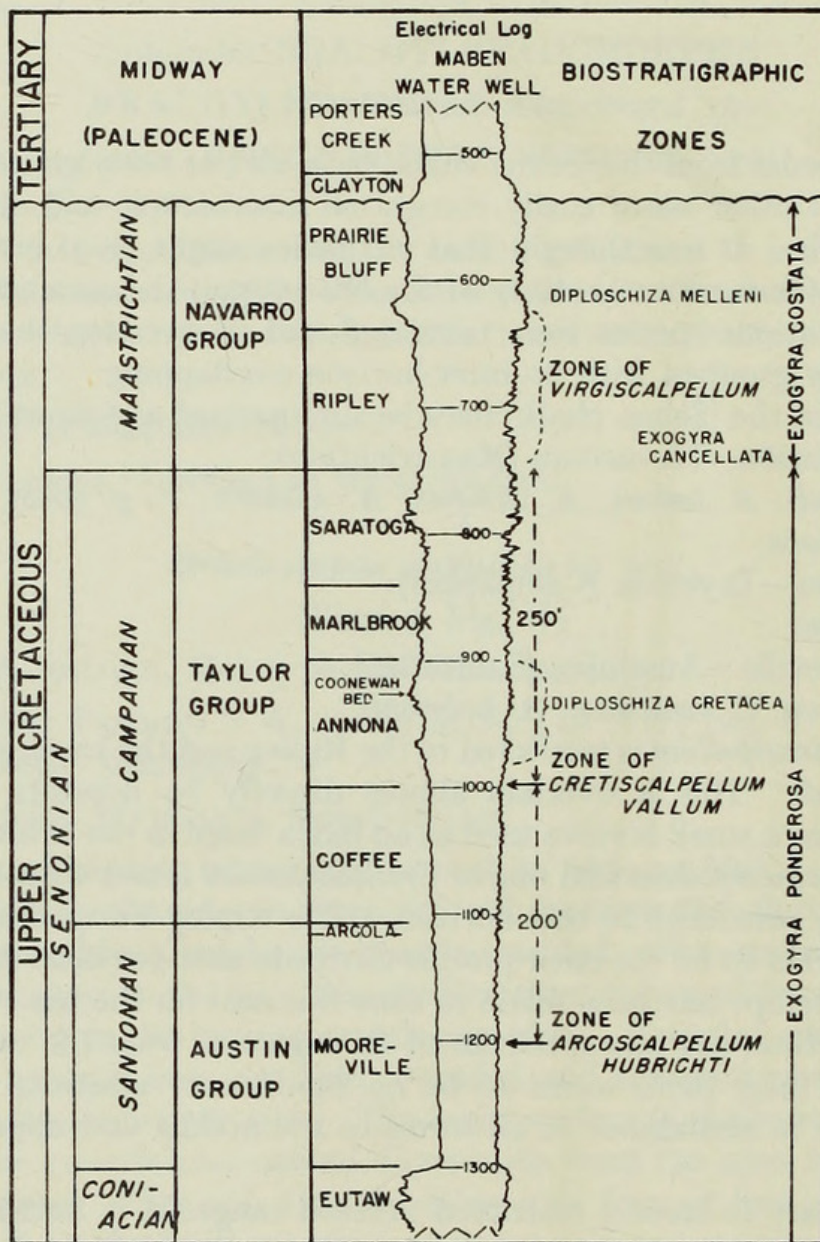 TERTIARY
MIDWAY
(PALEOCENE)
PORTERS
CREEK
CLAYTON
Electrical Log
MABEN
WATER WELL
BIOSTRATIGRAPHIC
ZONES
500
UPPER CRETACEOUS
SENONIAN
MAASTRICHTIAN
NAVARRO
GROUP
PRAIRIE
BLUFF
RIPLEY
600
700
DIPLOSCHIZA MELLENI
ZONE OF
VIRGISCALPELLUM
EXOGYRA
CANCELLATA
EXOGYRA COSTATA
CAMPANIAN
TAYLOR
GROUP
SARATOGA
MARLBROOK
COONEWAH
BED
ANNONA
COFFEE
800
900
1000
1100
250'
DIPLOSCHIZA CRETACEA
ZONE OF
CRETISCALPELLUM
VALLUM
200'
EXOGYRA PONDEROSA
SANTONIAN
AUSTIN
GROUP
ARCOLA
MOORE-
VILLE
1200
ZONE OF
ARCOSCALPELLUM
HUBRICHTI
1300
CONI-
ACIAN
EUTAW